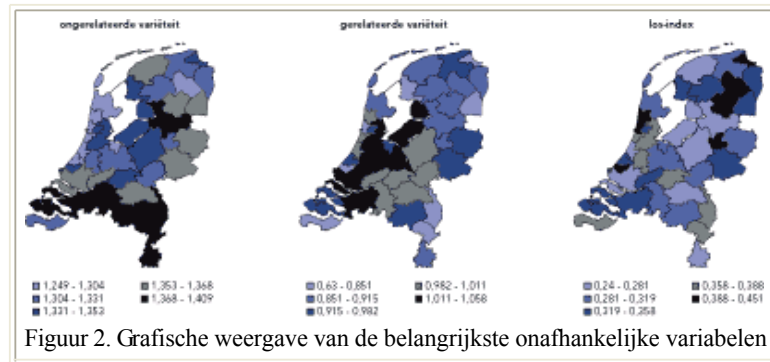 ongerelateerde variëteit
gerelateerde variëteit
los-index
1,249 - 1,304
1,304 - 1,331
1,331 - 1,353
1,353 - 1,368
1,368 - 1,409
0,63 - 0,851
0,851 - 0,915
0,915 - 0,982
0,982 - 1,011
1,011 - 1,058
0,24 - 0,281
0,281 - 0,319
0,319 - 0,358
0,358 - 0,388
0,388 - 0,451
Figuur 2. Grafische weergave van de belangrijkste onafhankelijke variabelen